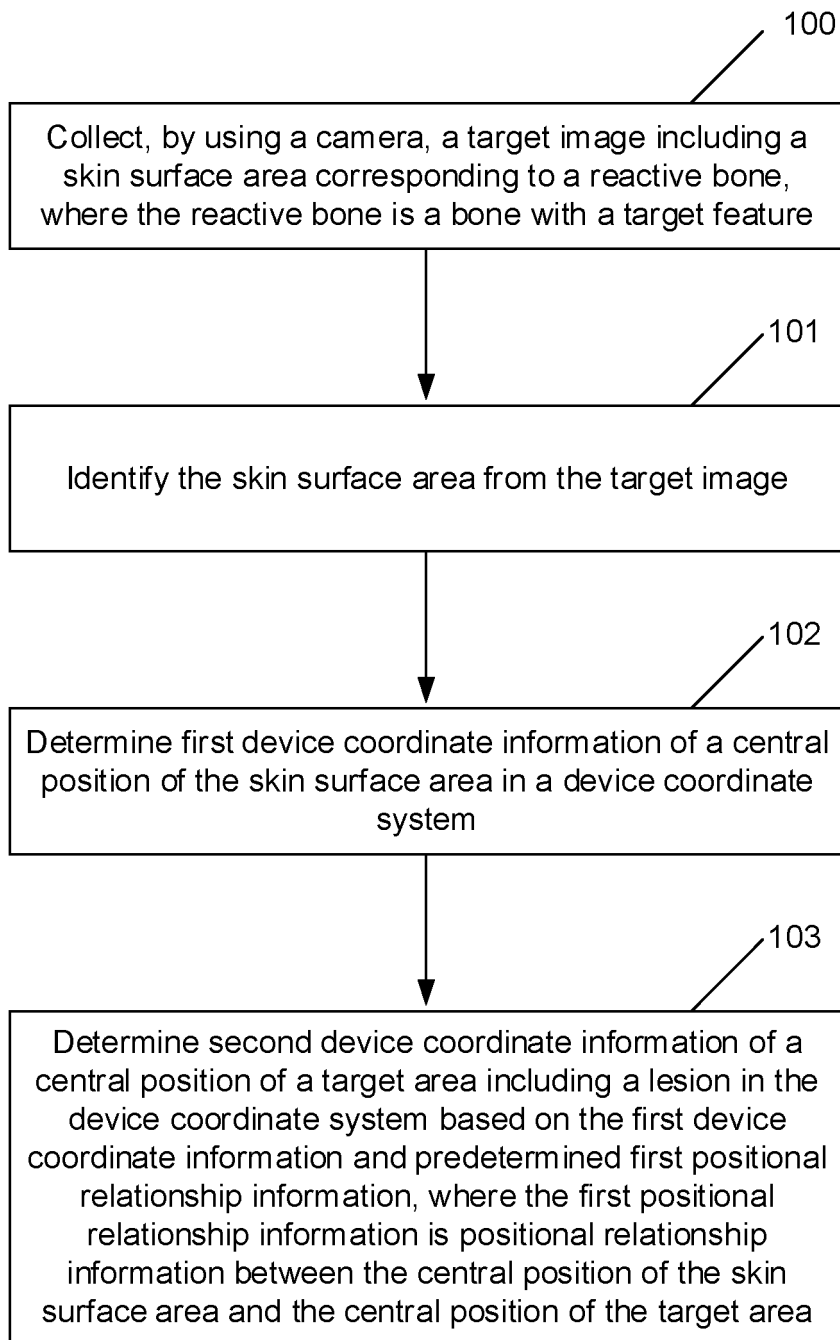 100
Collect, by using a camera, a target image including a
skin surface area corresponding to a reactive bone,
where the reactive bone is a bone with a target feature
101
Identify the skin surface area from the target image
102
Determine first device coordinate information of a central
position of the skin surface area in a device coordinate
system
103
Determine second device coordinate information of a
central position of a target area including a lesion in the
device coordinate system based on the first device
coordinate information and predetermined first positional
relationship information, where the first positional
relationship information is positional relationship
information between the central position of the skin
surface area and the central position of the target area